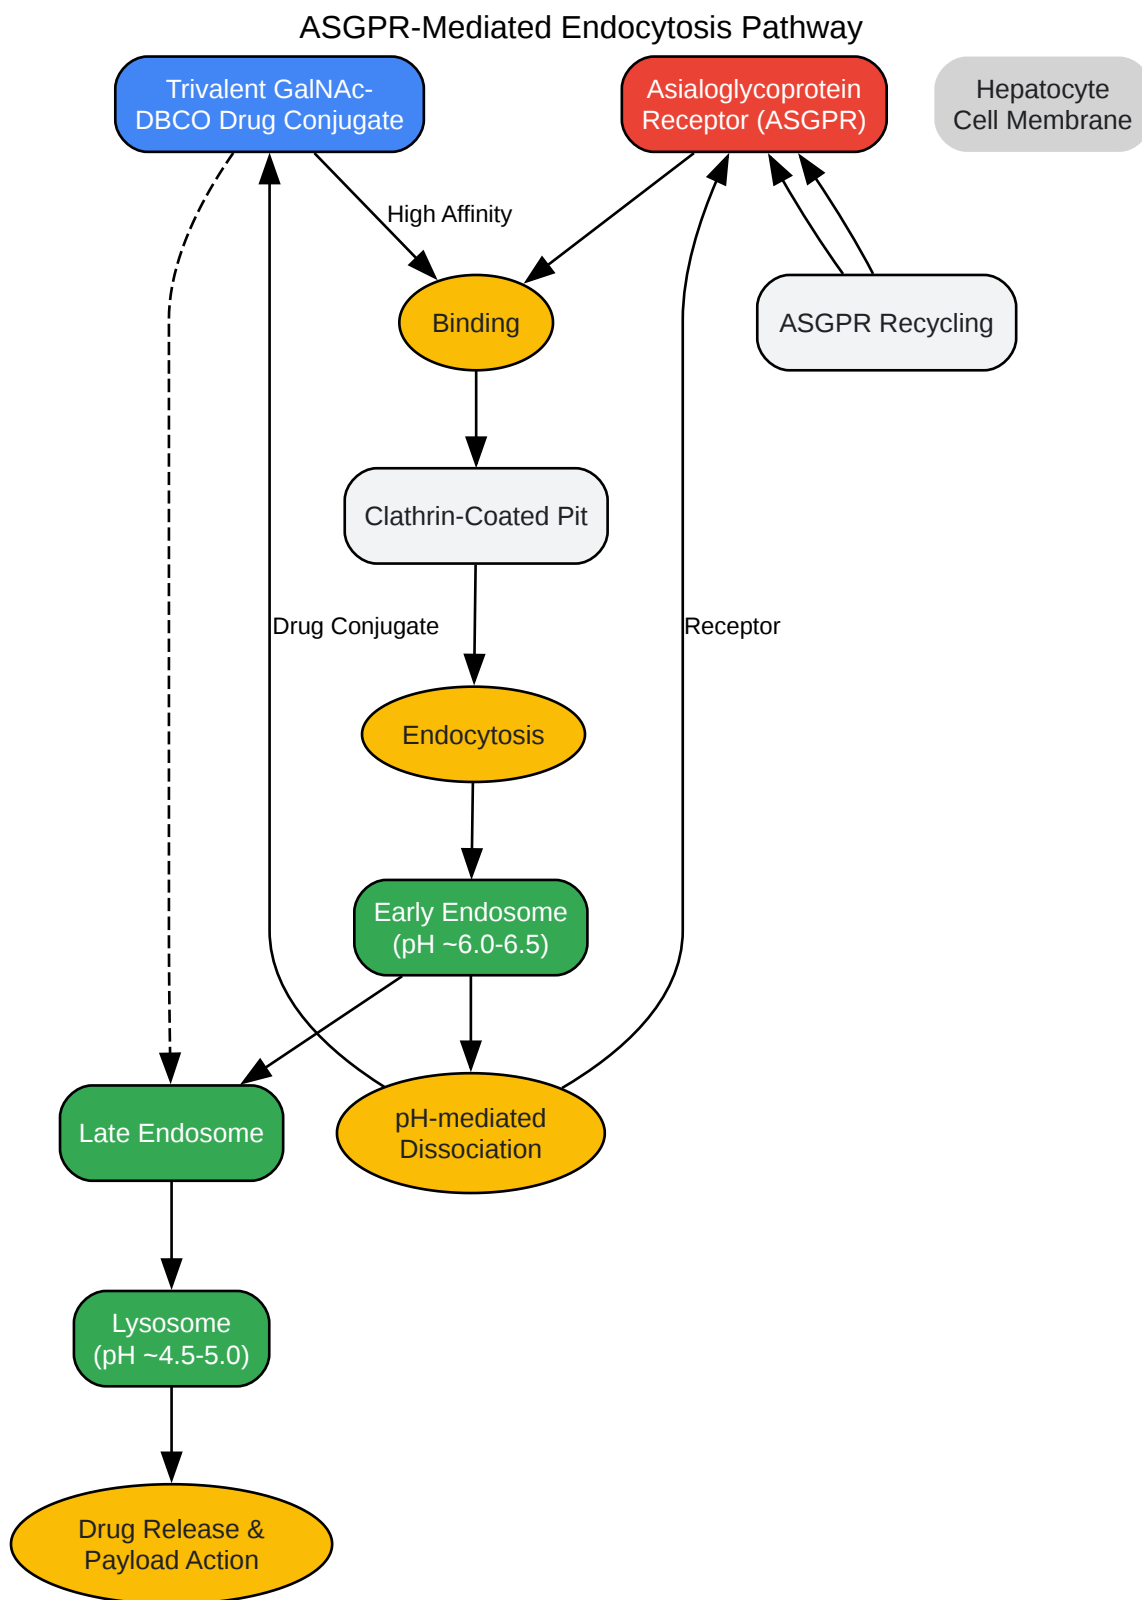 ASGPR-Mediated Endocytosis Pathway
Trivalent GalNAc-
DBCO Drug Conjugate
Asialoglycoprotein
Receptor (ASGPR)
Hepatocyte
Cell Membrane
High Affinity
Binding
ASGPR Recycling
Clathrin-Coated Pit
Drug Conjugate
Receptor
Endocytosis
Early Endosome
(pH ~6.0-6.5)
Late Endosome
pH-mediated
Dissociation
Lysosome
(pH ~4.5-5.0)
Drug Release &
Payload Action